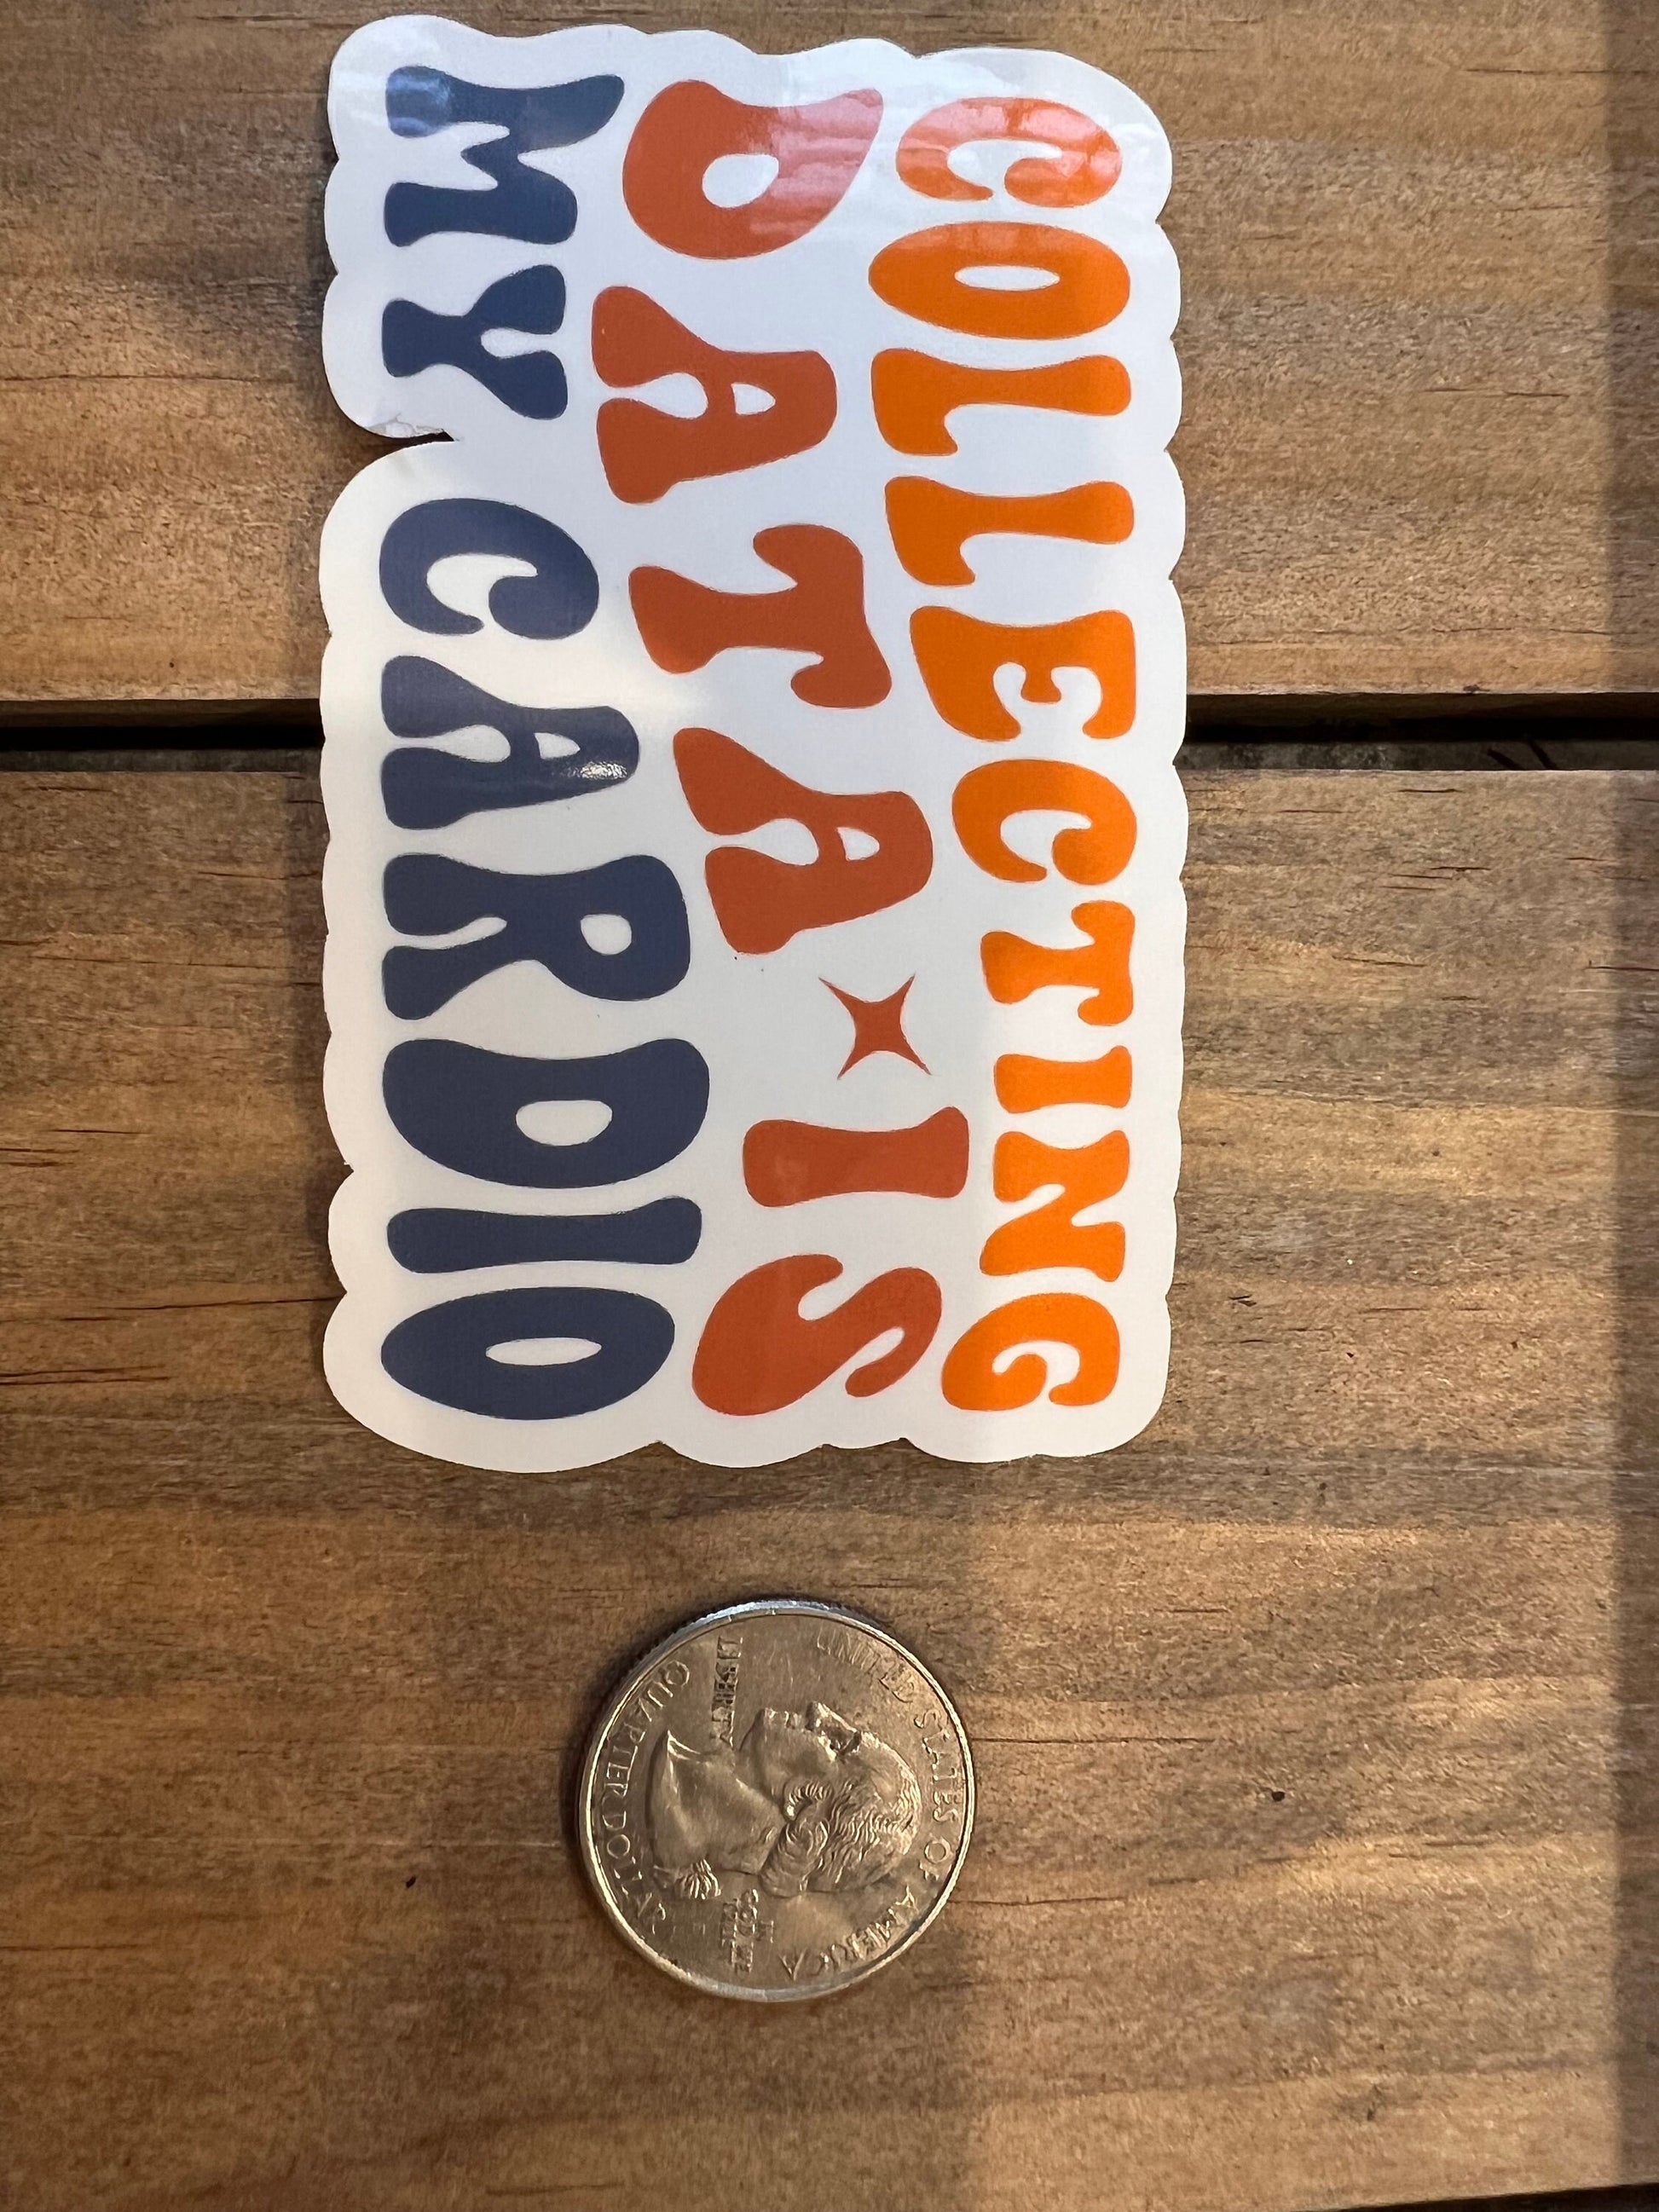 COLLECTING
DATA IS
MY CARDIO
UNITED STATES OF AMERICA
LIBERTY
IN
GOD WE
TRUST
QUARTER DOLLAR